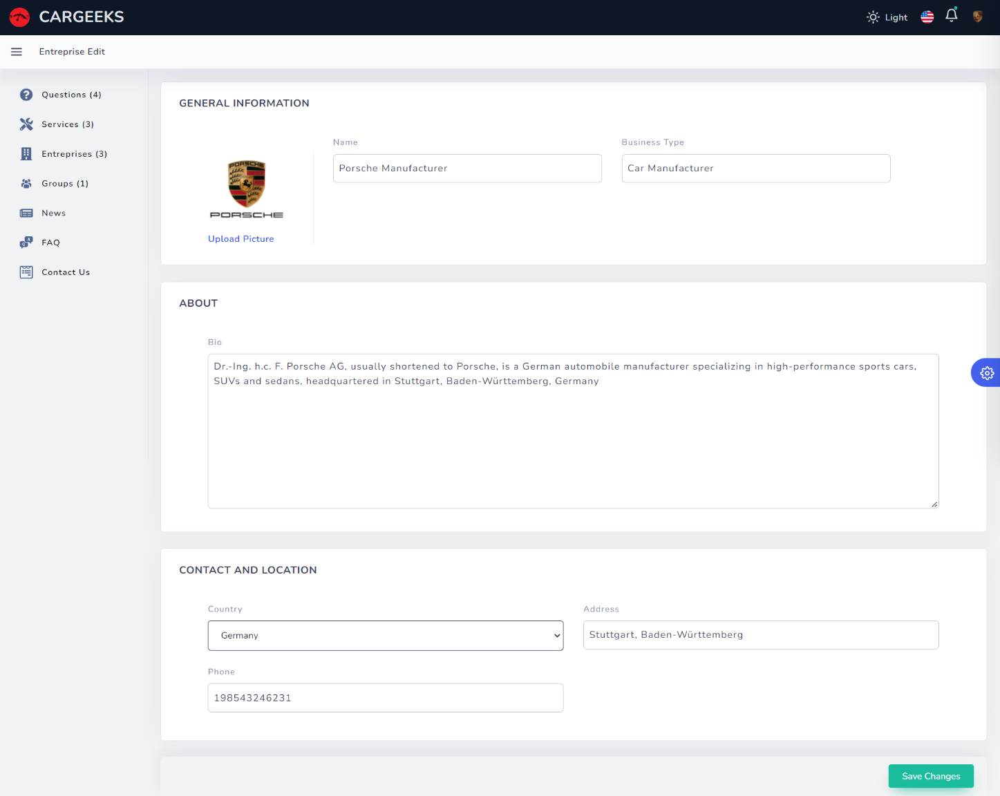 CARGEEKS
Light
Entreprise Edit
Questions (4)
Services (3)
Entreprises (3)
Groups (1)
News
FAQ
Contact Us
GENERAL INFORMATION
Name
Business Type
Porsche Manufacturer
Car Manufacturer
PORSCHE
PORSCHE
Upload Picture
ABOUT
Bio
Dr.-Ing. h.c. F. Porsche AG, usually shortened to Porsche, is a German automobile manufacturer specializing in high-performance sports cars,
SUVs and sedans, headquartered in Stuttgart, Baden-Württemberg, Germany
CONTACT AND LOCATION
Country
Address
Germany
Stuttgart, Baden-Württemberg
Phone
198543246231
Save Changes